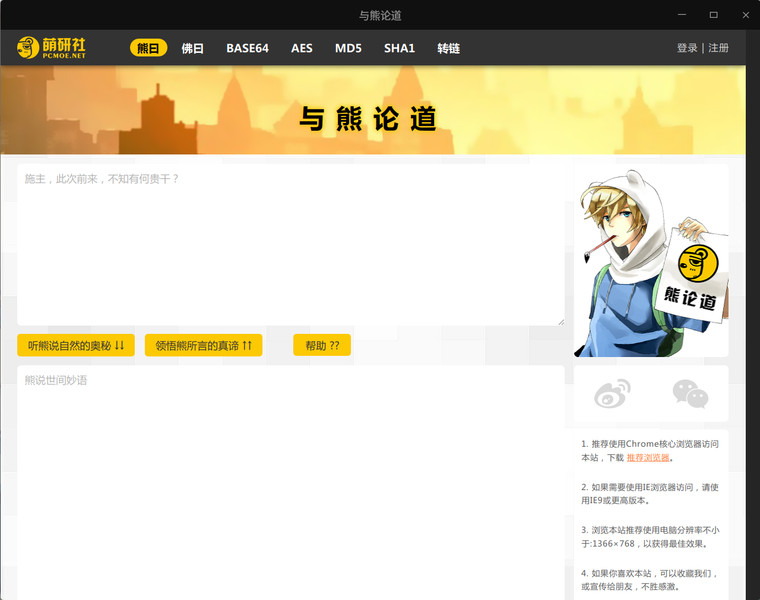 与熊论道
萌研社
PCMOE.NET
熊曰 佛曰 BASE64 AES MD5 SHA1 转链 登录 | 注册
与熊论道
施主，此次前来，不知有何贵干？
熊论道
听熊说自然的奥秘 ↓↓ 领悟熊所言的真谛 ↑↑ 帮助 ??
熊说世间妙语
1. 推荐使用Chrome核心浏览器访问
本站，下载 推荐浏览器。
2. 如果需要使用IE浏览器访问，请使
用IE9或更高版本。
3. 浏览本站推荐使用电脑分辨率不小
于:1366×768，以获得最佳效果。
4. 如果你喜欢本站，可以收藏我们，
或宣传给朋友，不胜感激。